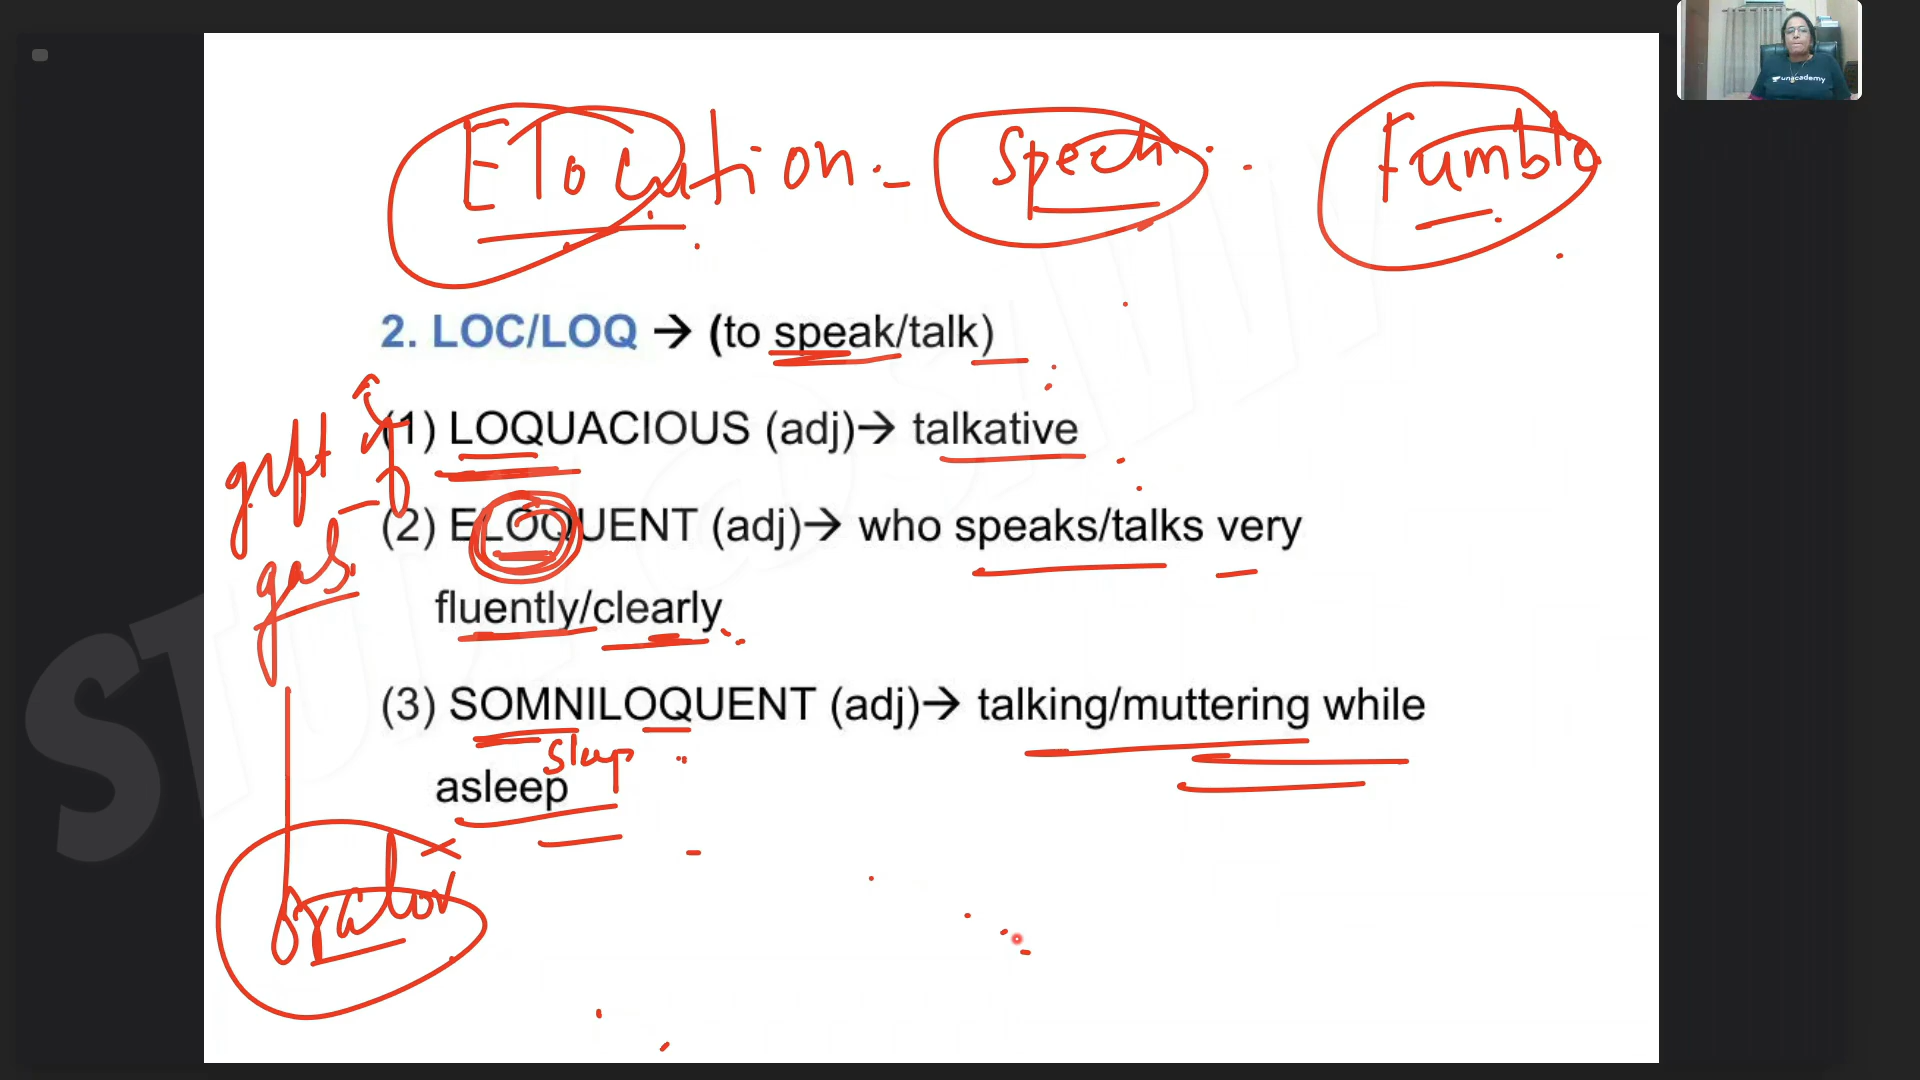 unacademy
Elocution - Speech Fumble
2. LOC/LOQ → (to speak/talk)
(1) LOQUACIOUS (adj)→ talkative
gift of
(2) ELOQUENT (adj)→ who speaks/talks very
gab
fluently/clearly
(3) SOMNILOQUENT (adj)→ talking/muttering while
sleep
asleep
orator